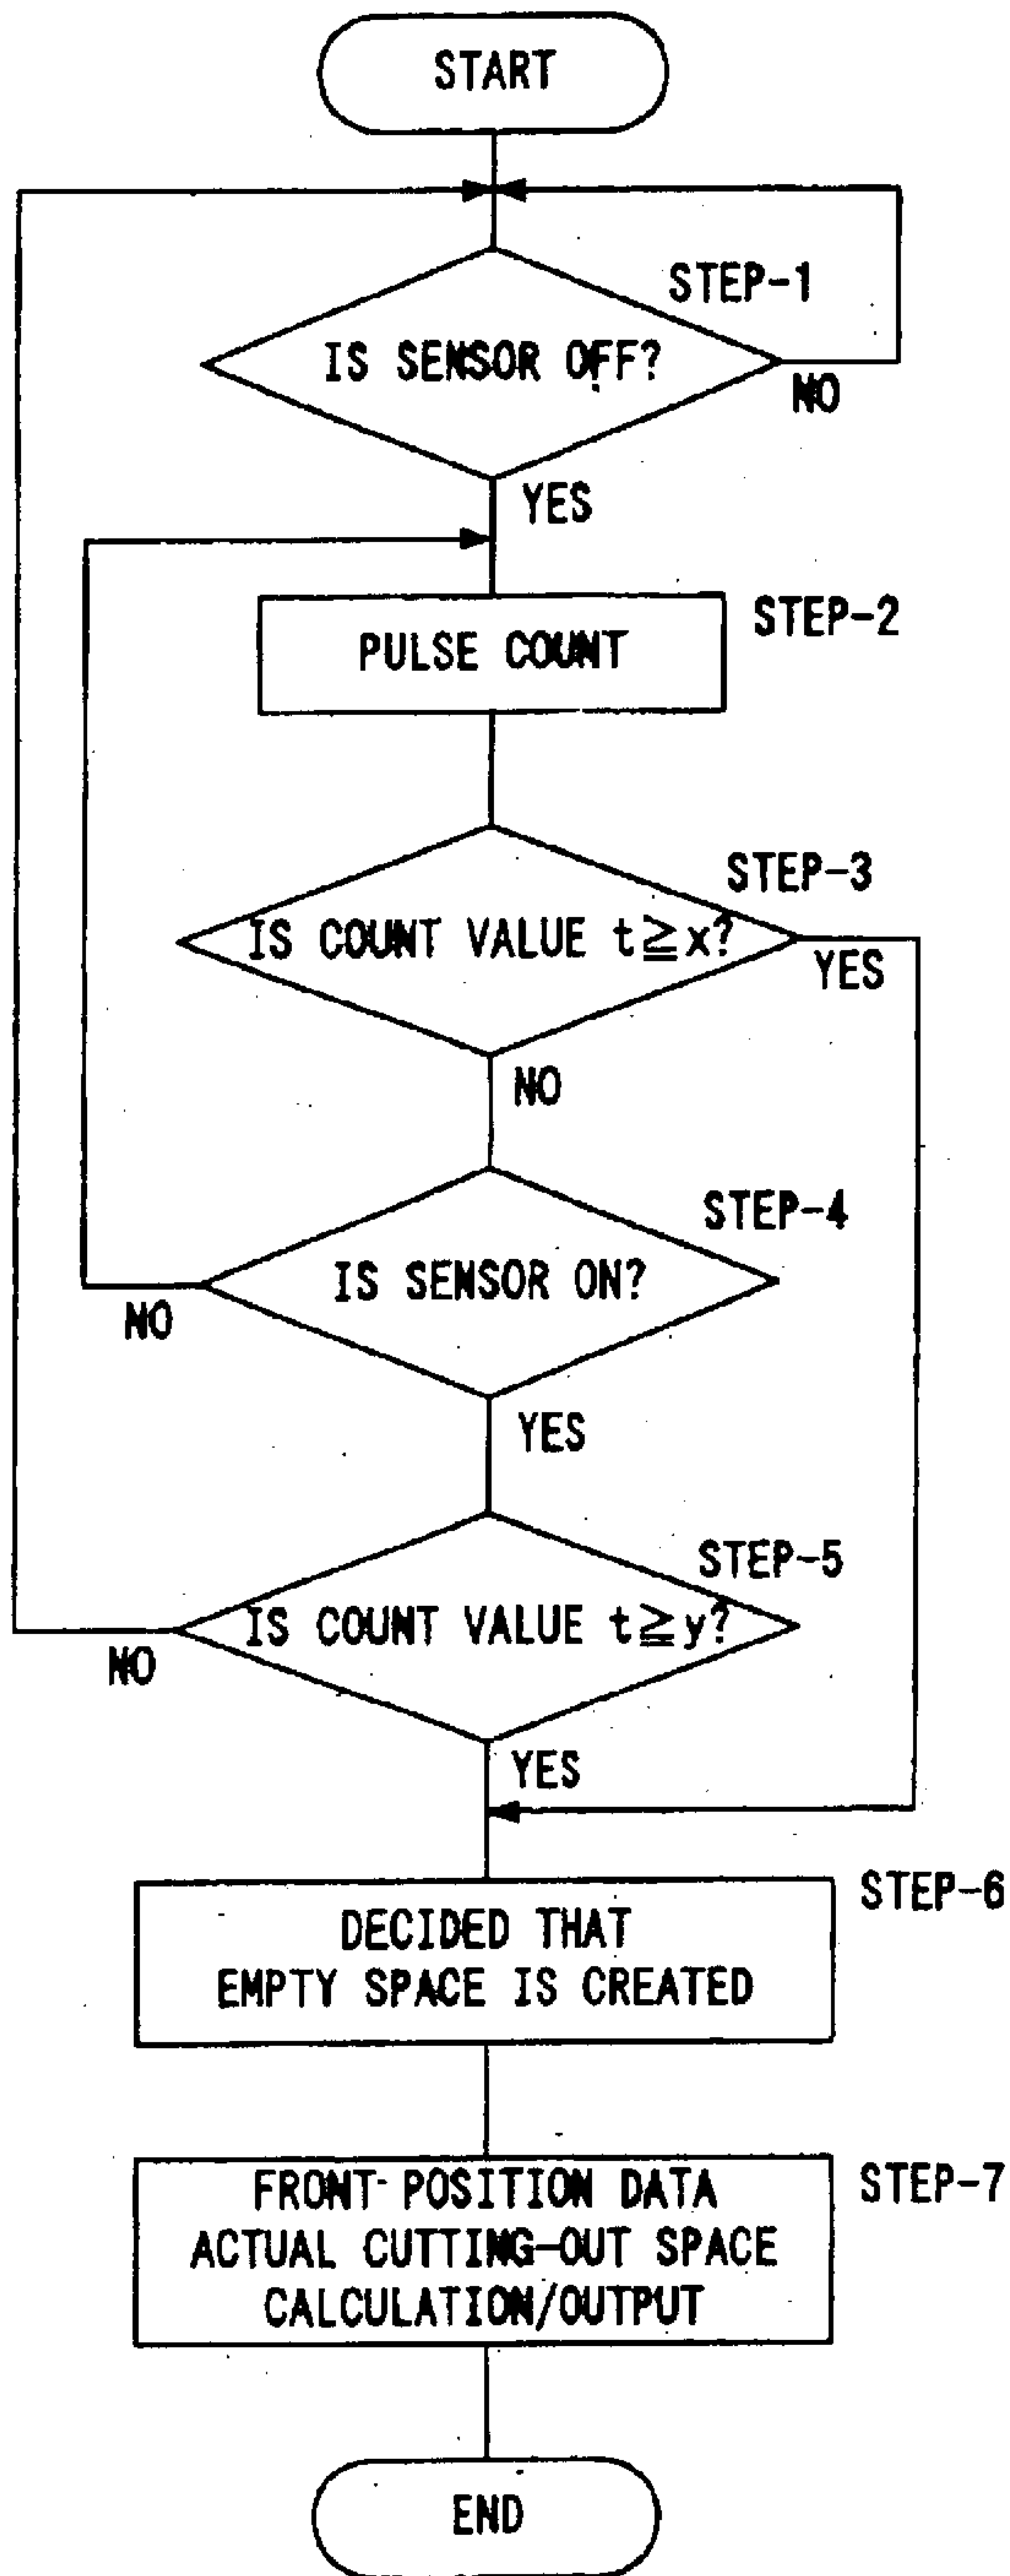 START
STEP-1
IS SENSOR OFF?
NO
YES
STEP-2
PULSE COUNT
STEP-3
IS COUNT VALUE t≧x?
YES
NO
STEP-4
IS SENSOR ON?
NO
YES
STEP-5
IS COUNT VALUE t≧y?
NO
YES
STEP-6
DECIDED THAT
EMPTY SPACE IS CREATED
STEP-7
FRONT POSITION DATA
ACTUAL CUTTING-OUT SPACE
CALCULATION/OUTPUT
END